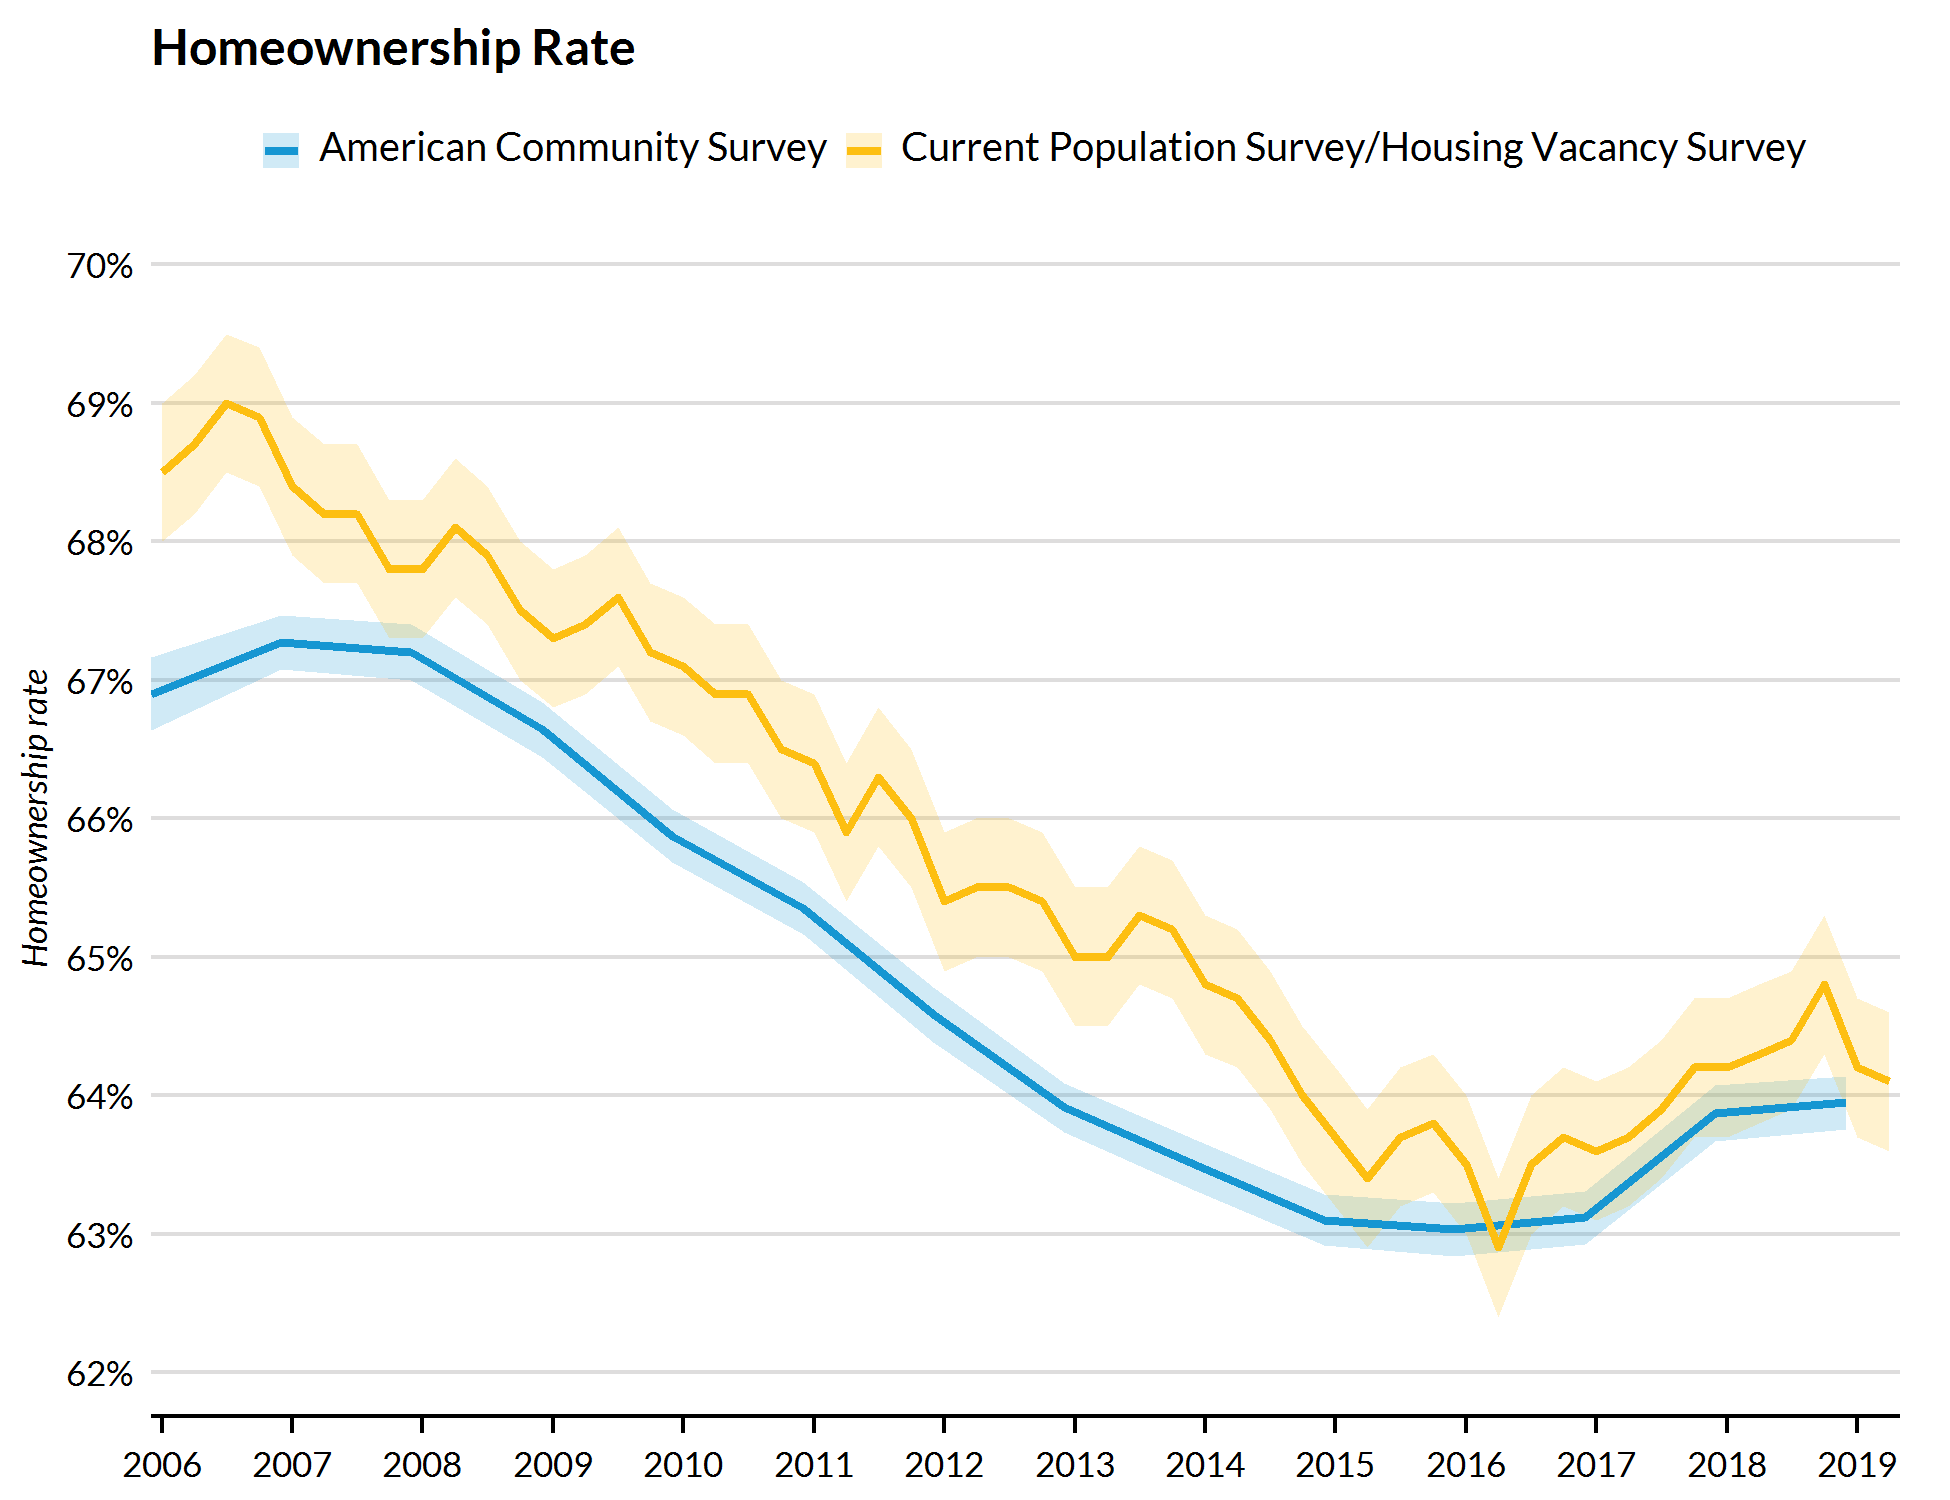 Homeownership Rate
American Community Survey Current Population Survey/Housing Vacancy Survey
70%
69%
68%
67%
66%
65%
64%
63%
62%
Homeownership rate
2006 2007 2008 2009 2010 2011 2012 2013 2014 2015 2016 2017 2018 2019